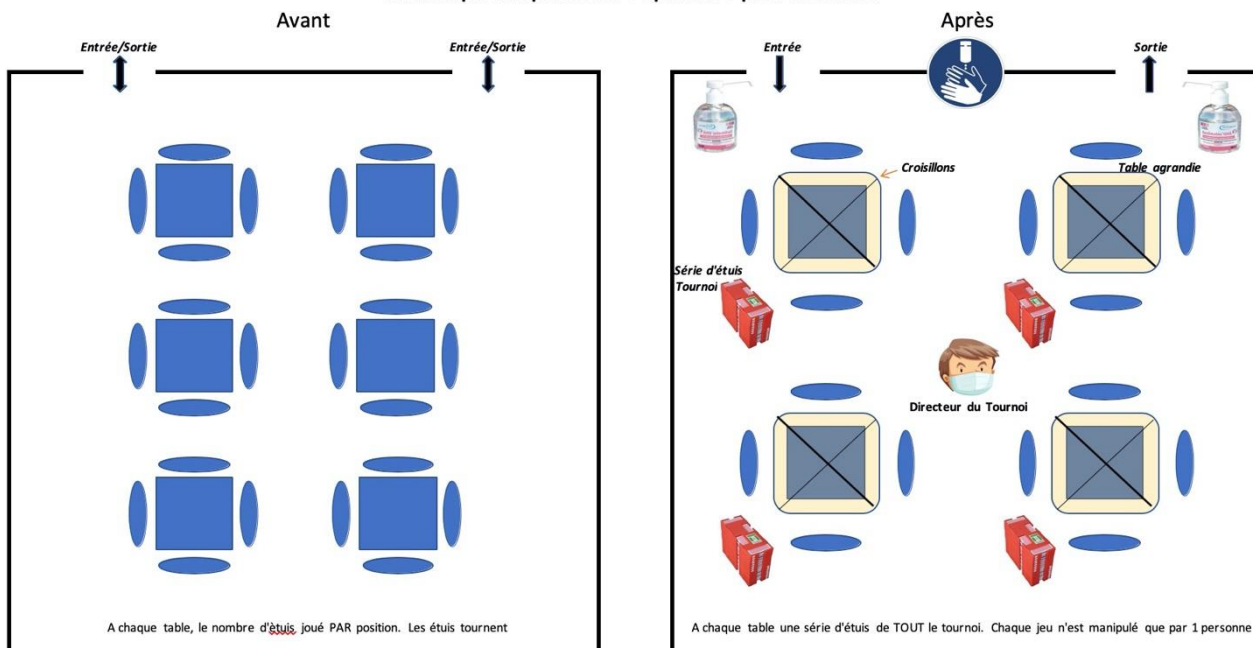 Avant
Après
Entrée/Sortie
Entrée/Sortie
Entrée
Sortie
Croisillons
Table agrandie
Série d'étuis
Tournoi
Directeur du Tournoi
A chaque table, le nombre d'ètuis joué PAR position. Les étuis tournent
A chaque table une série d'étuis de TOUT le tournoi. Chaque jeu n'est manipulé que par 1 personne